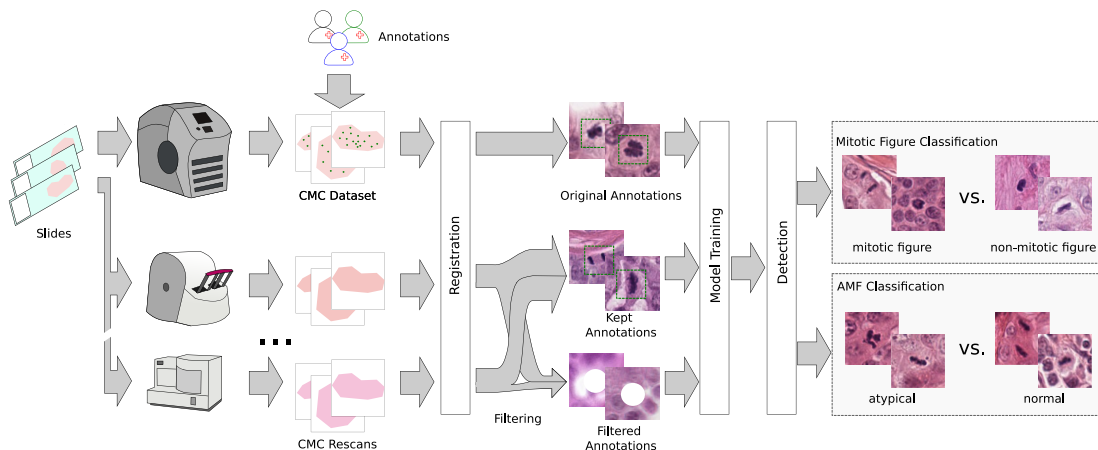 Annotations
Slides
CMC Dataset
CMC Rescans
Registration
Filtering
Original Annotations
Kept
Annotations
Filtered
Annotations
Model Training
Detection
Mitotic Figure Classification
vs.
mitotic figure
non-mitotic figure
AMF Classification
vs.
atypical
normal